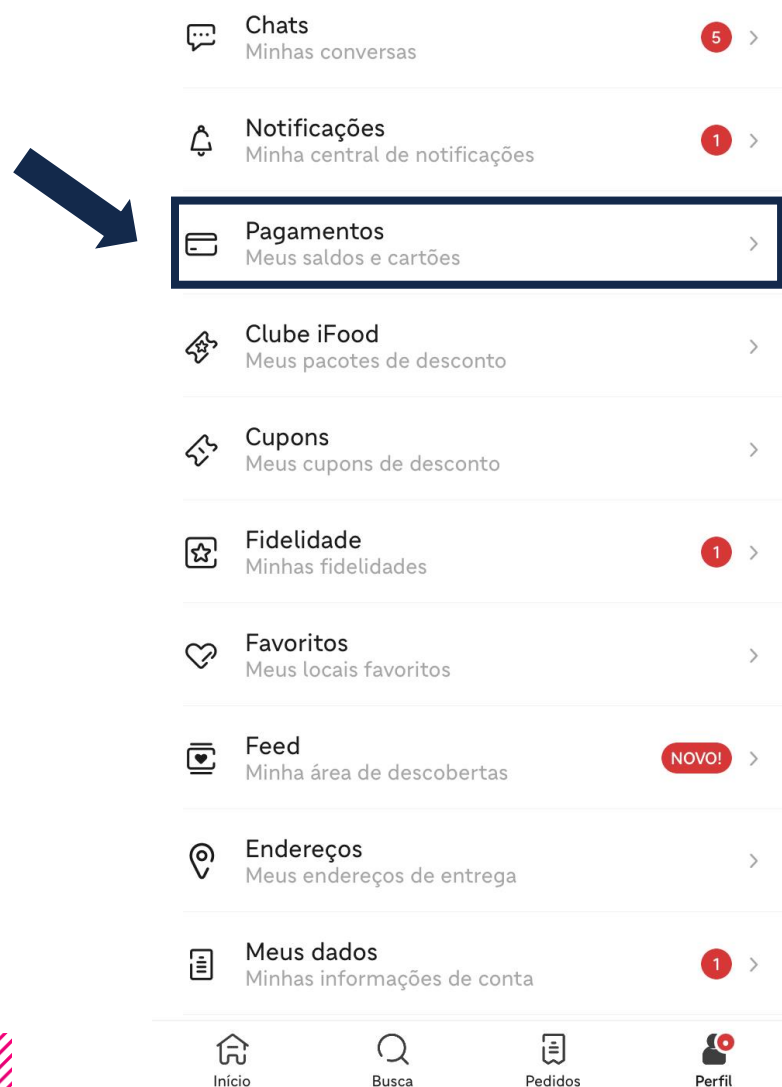 Chats
Minhas conversas
5
Notificações
Minha central de notificações
1
Pagamentos
Meus saldos e cartões
Clube iFood
Meus pacotes de desconto
Cupons
Meus cupons de desconto
Fidelidade
Minhas fidelidades
1
Favoritos
Meus locais favoritos
Feed
Minha área de descobertas
NOVO!
Endereços
Meus endereços de entrega
Meus dados
Minhas informações de conta
1
Início Busca Pedidos Perfil